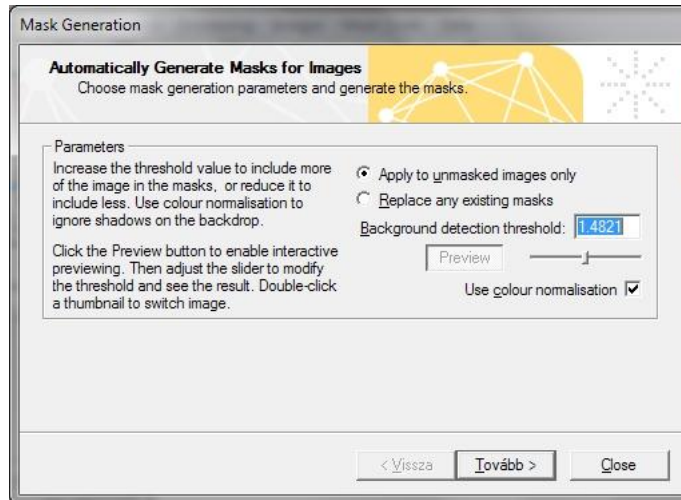 Mask Generation
Automatically Generate Masks for Images
Choose mask generation parameters and generate the masks.
Parameters
Increase the threshold value to include more
of the image in the masks, or reduce it to
include less. Use colour normalisation to
ignore shadows on the backdrop.
Click the Preview button to enable interactive
previewing. Then adjust the slider to modify
the threshold and see the result. Double-click
a thumbnail to switch image.
Apply to unmasked images only
Replace any existing masks
Background detection threshold: 1.4821
Preview
Use colour normalisation
< Vissza
Tovább >
Close